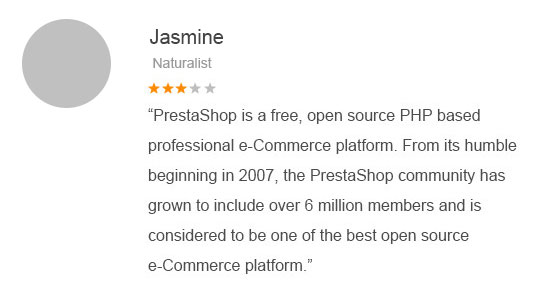 Jasmine
Naturalist
“PrestaShop is a free, open source PHP based
professional e-Commerce platform. From its humble
beginning in 2007, the PrestaShop community has
grown to include over 6 million members and is
considered to be one of the best open source
e-Commerce platform.”